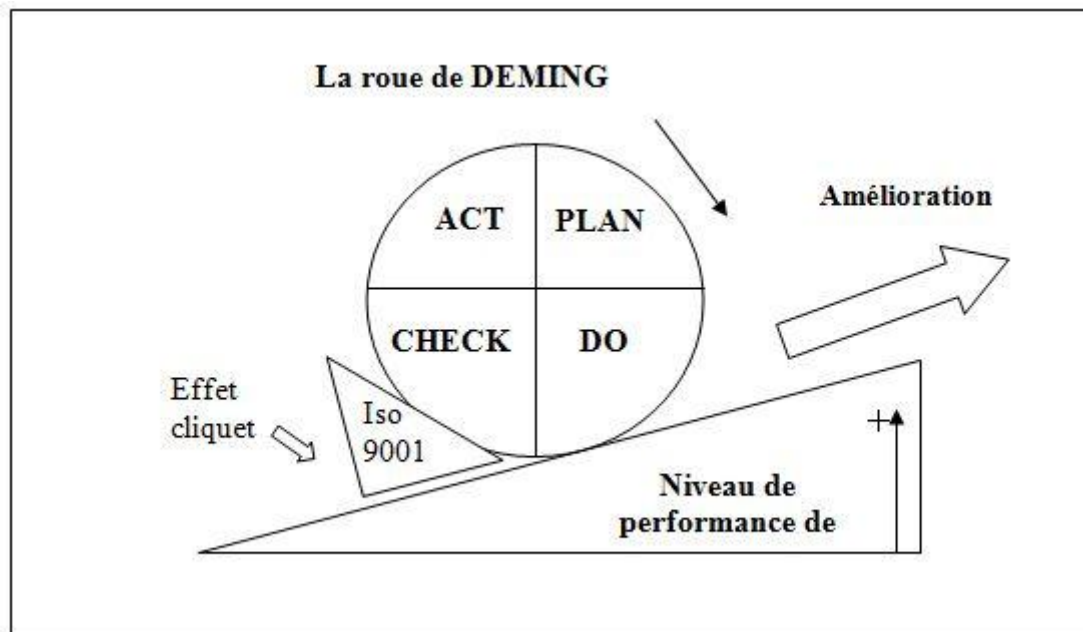 La roue de DEMING
Amélioration
ACT
PLAN
CHECK
DO
Effet
cliquet
Iso
9001
Niveau de
performance de
+